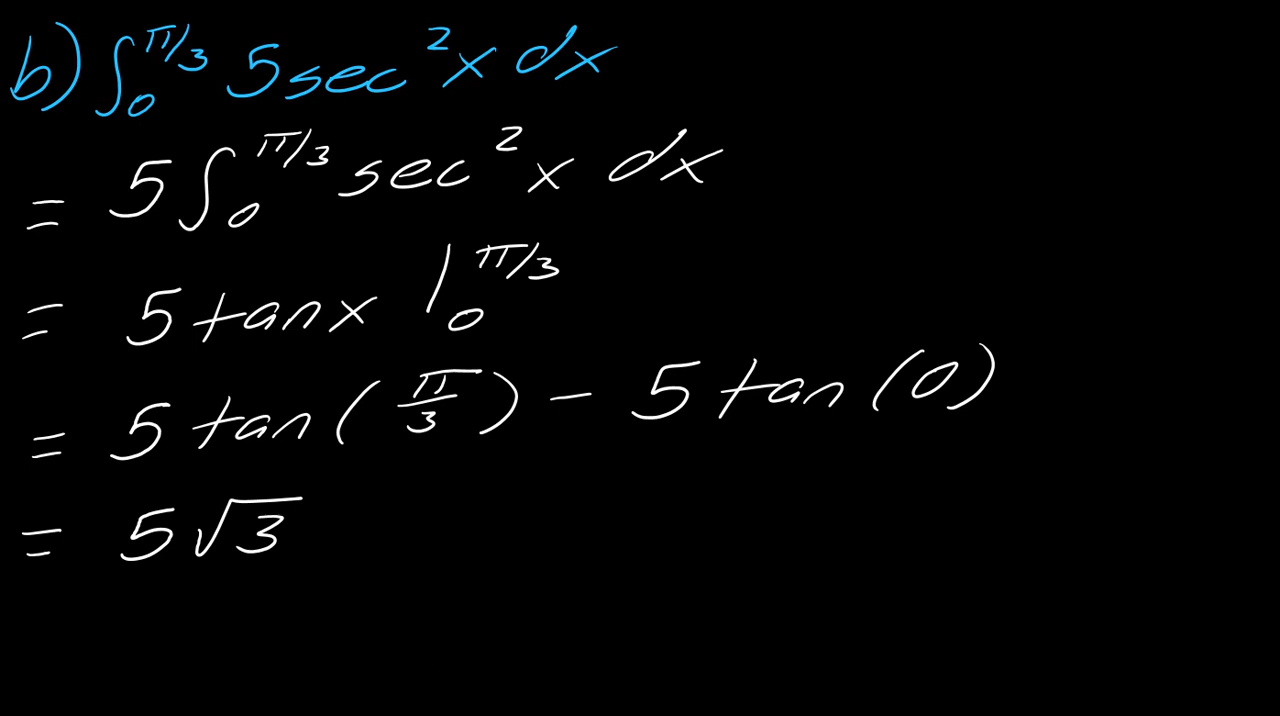 b) ∫₀^π/3 5sec²x dx
= 5∫₀^π/3 sec²x dx
= 5tanx |₀^π/3
= 5tan(π/3) - 5tan(0)
= 5√3